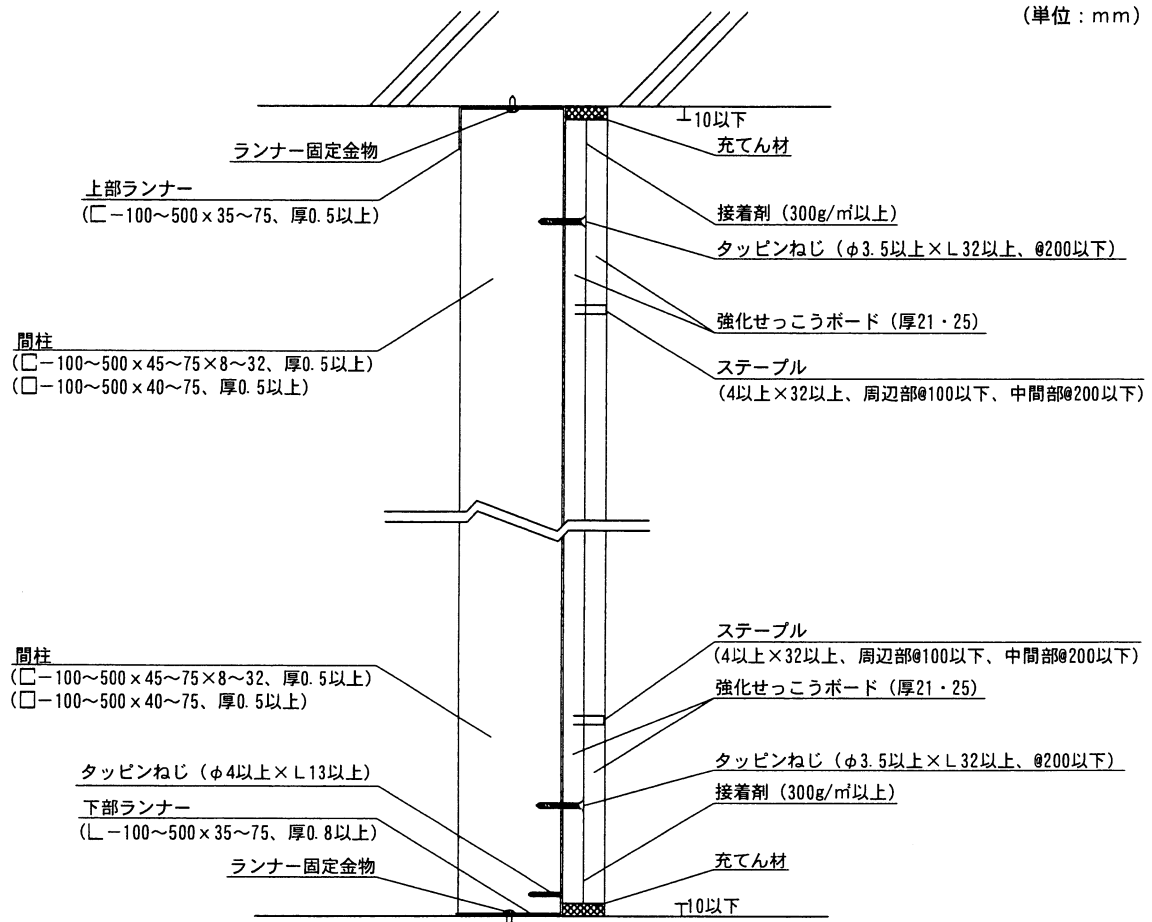 (単位：mm)
10以下
ランナー固定金物
充てん材
上部ランナー
(⊏－100～500×35～75、厚0.5以上)
接着剤 (300g/㎡以上)
タッピンねじ (φ3.5以上×L32以上、@200以下)
強化せっこうボード (厚21・25)
間柱
(⊏－100～500×45～75×8～32、厚0.5以上)
(□－100～500×40～75、厚0.5以上)
ステープル
(4以上×32以上、周辺部@100以下、中間部@200以下)
ステープル
(4以上×32以上、周辺部@100以下、中間部@200以下)
間柱
(⊏－100～500×45～75×8～32、厚0.5以上)
(□－100～500×40～75、厚0.5以上)
強化せっこうボード (厚21・25)
タッピンねじ (φ3.5以上×L32以上、@200以下)
タッピンねじ (φ4以上×L13以上)
接着剤 (300g/㎡以上)
下部ランナー
(∟－100～500×35～75、厚0.8以上)
充てん材
ランナー固定金物
10以下